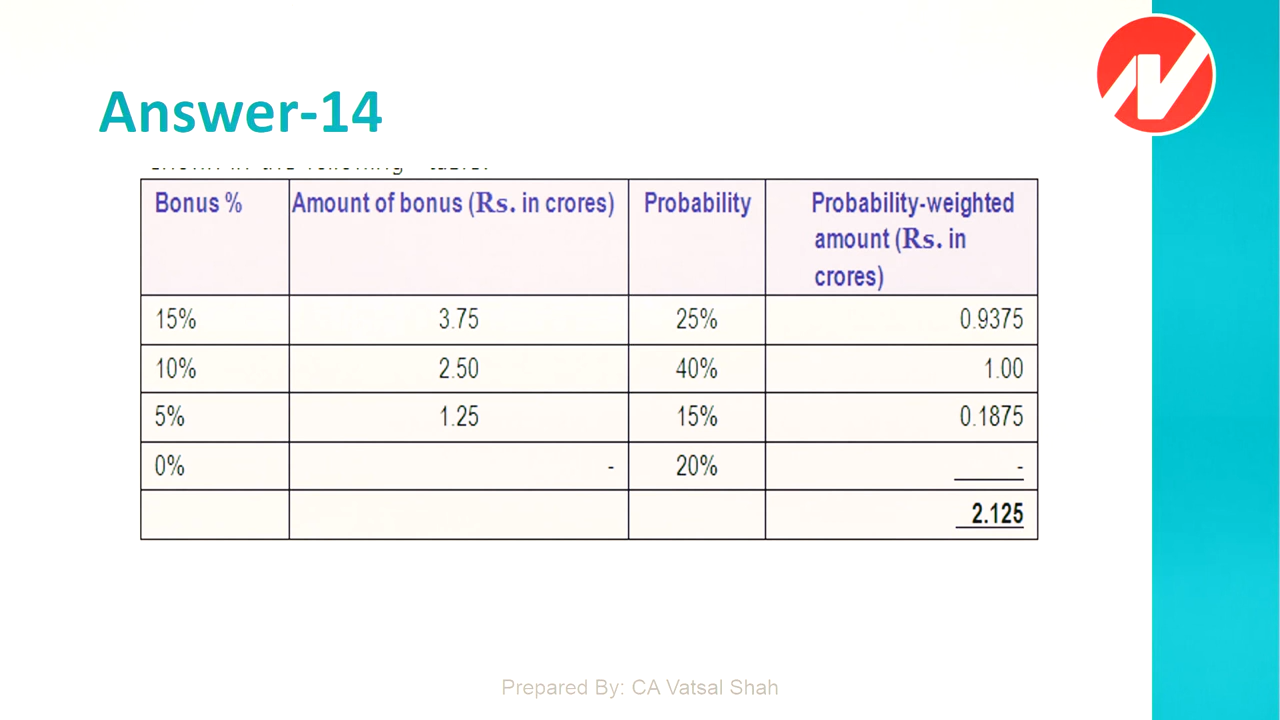 Answer-14
Bonus % Amount of bonus (Rs. in crores) Probability Probability-weighted
amount (Rs. in
crores)
15% 3.75 25% 0.9375
10% 2.50 40% 1.00
5% 1.25 15% 0.1875
0% - 20% -
2.125
Prepared By: CA Vatsal Shah